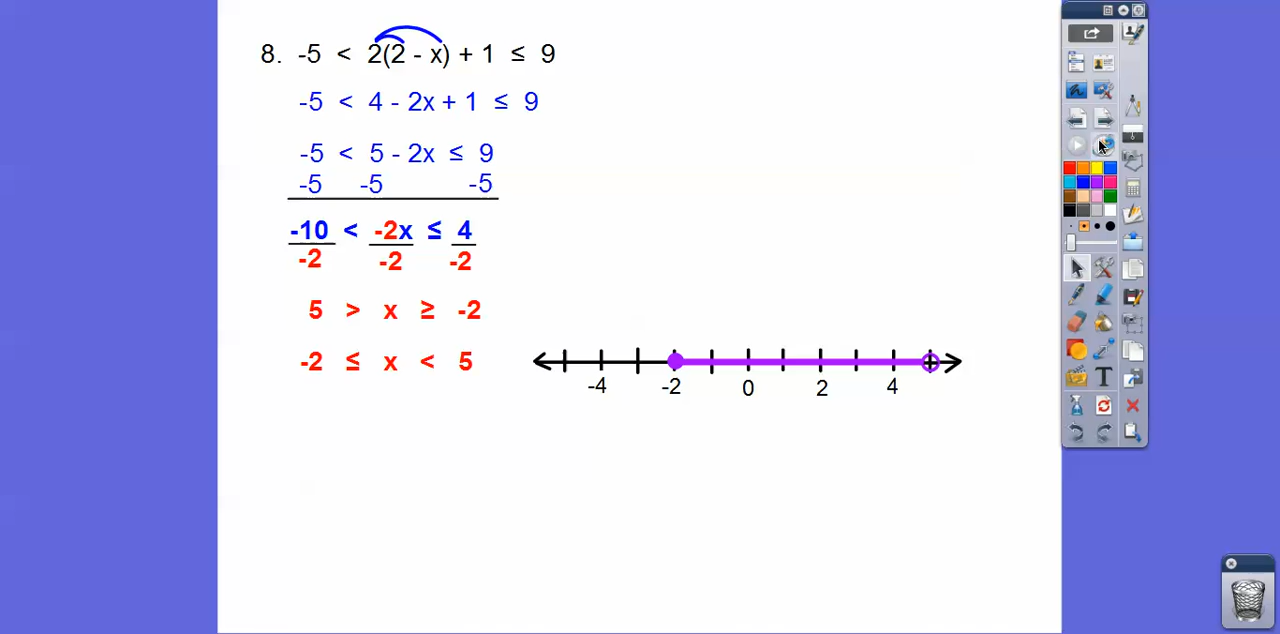 8. -5 < 2(2 - x) + 1 ≤ 9
-5 < 4 - 2x + 1 ≤ 9
-5 < 5 - 2x ≤ 9
-5 -5 -5
-10 < -2x ≤ 4
-2 -2 -2
5 > x ≥ -2
-2 ≤ x < 5
-4 -2 0 2 4